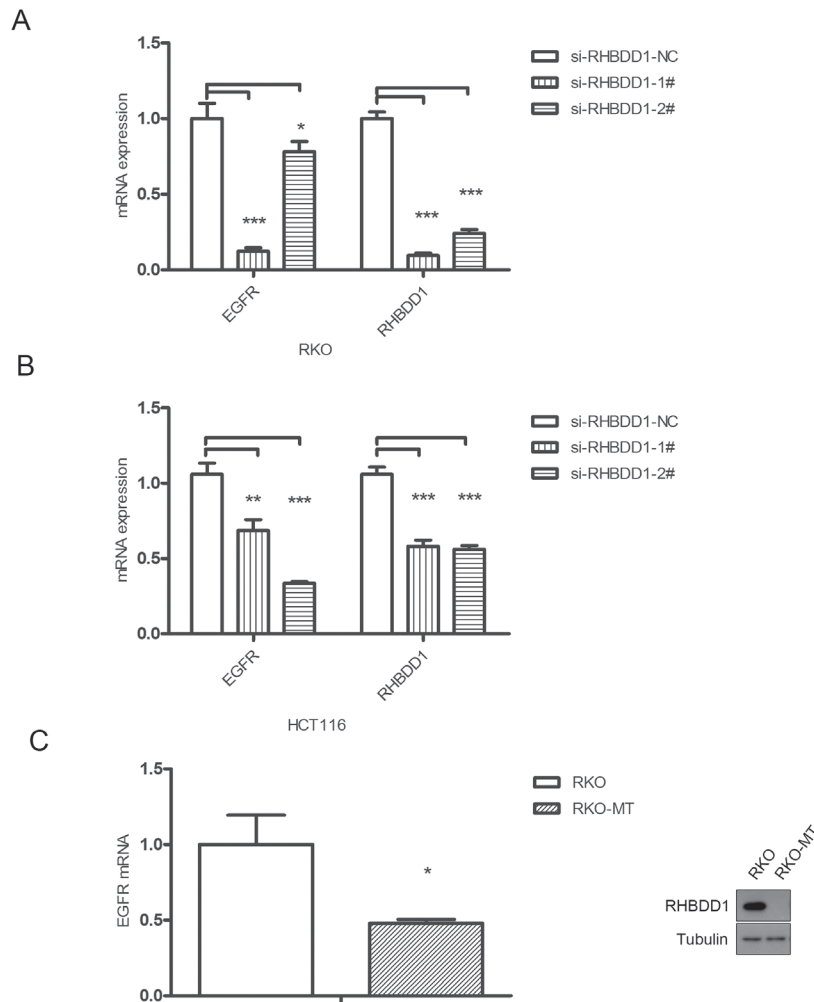 A
1.5
1.0
0.5
0.0
mRNA expression
*
***
***
***
EGFR
RHBDD1
RKO
si-RHBDD1-NC
si-RHBDD1-1#
si-RHBDD1-2#
B
1.5
1.0
0.5
0.0
mRNA expression
**
***
***
***
EGFR
RHBDD1
HCT116
si-RHBDD1-NC
si-RHBDD1-1#
si-RHBDD1-2#
C
1.5
1.0
0.5
0.0
EGFR mRNA
*
RKO
RKO-MT
RKO
RKO-MT
RHBDD1
Tubulin